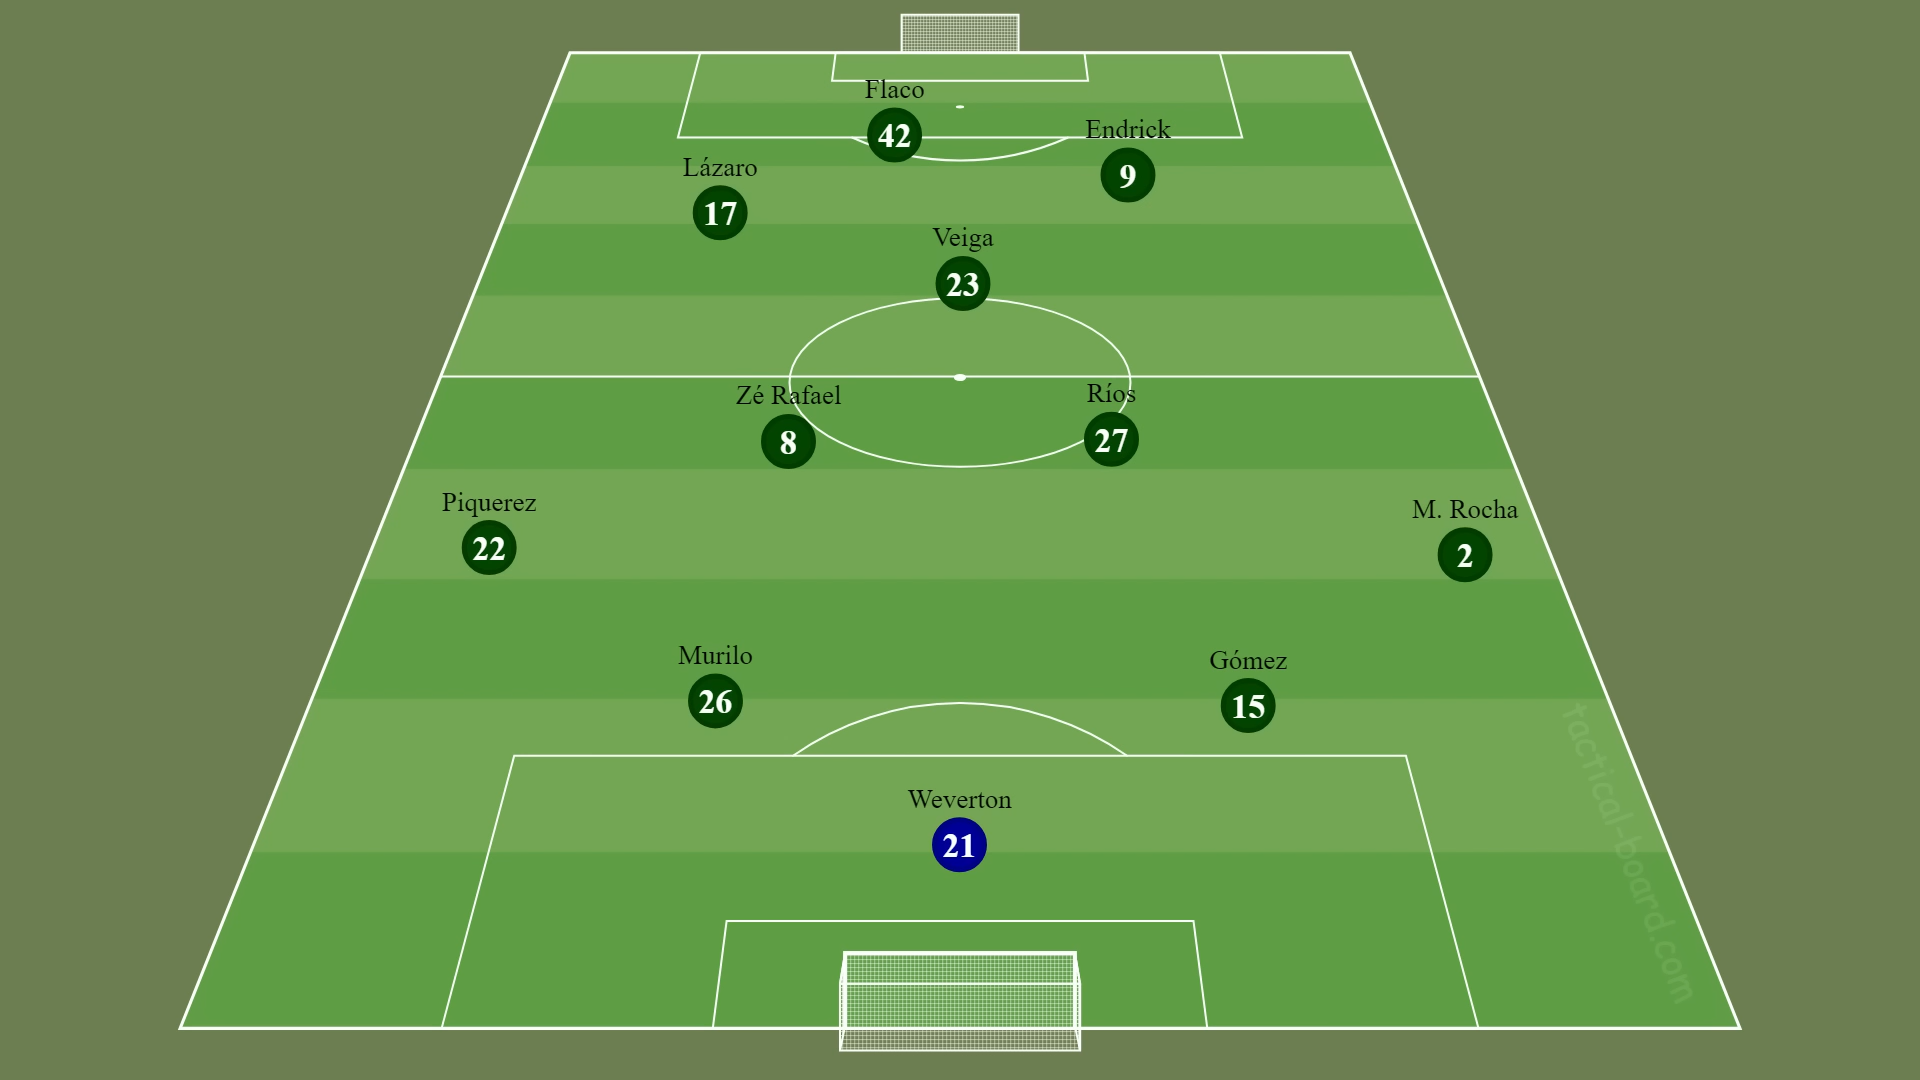 Flaco
42
Endrick
9
Lázaro
17
Veiga
23
Zé Rafael
8
Ríos
27
Piquerez
22
M. Rocha
2
Murilo
26
Gómez
15
Weverton
21
tactical-board.com